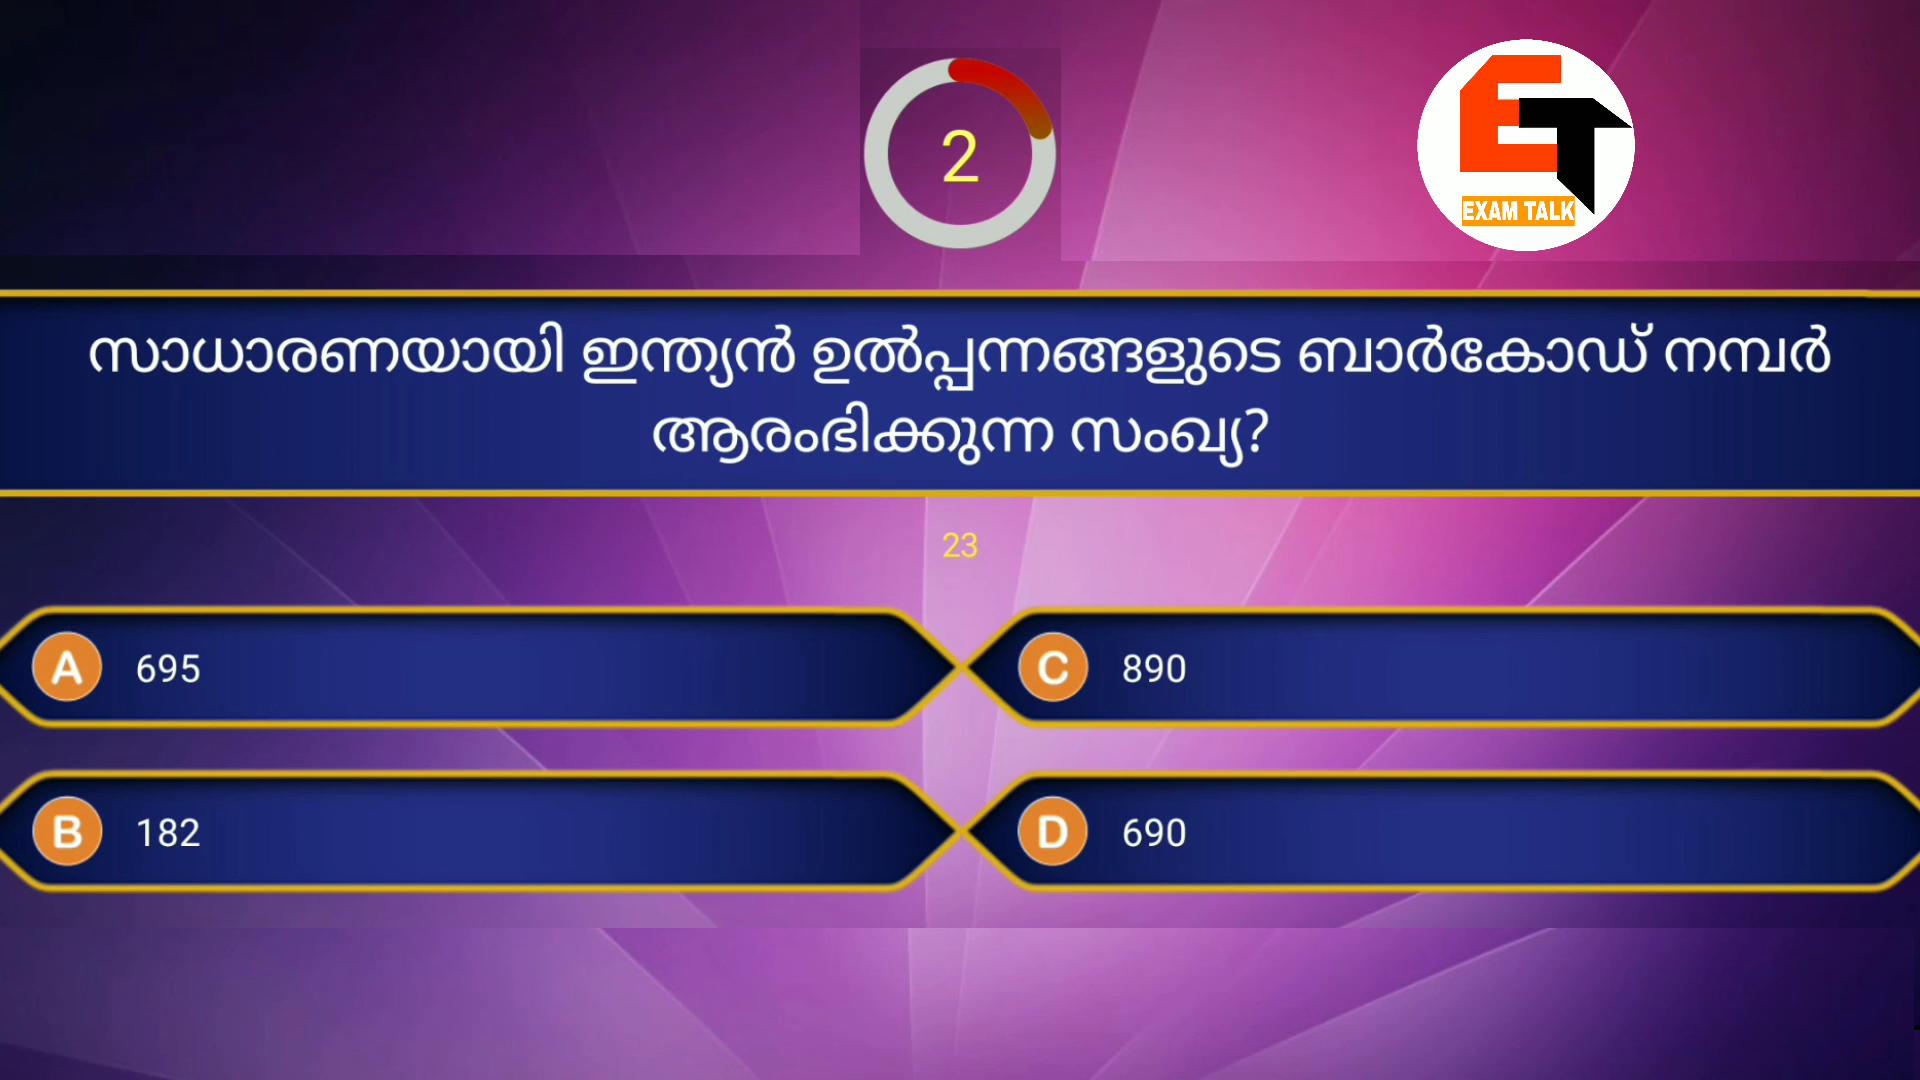 2
ET
EXAM TALK
സാധാരണയായി ഇന്ത്യൻ ഉൽപ്പന്നങ്ങളുടെ ബാർകോഡ് നമ്പർ
ആരംഭിക്കുന്ന സംഖ്യ?
23
A 695
C 890
B 182
D 690